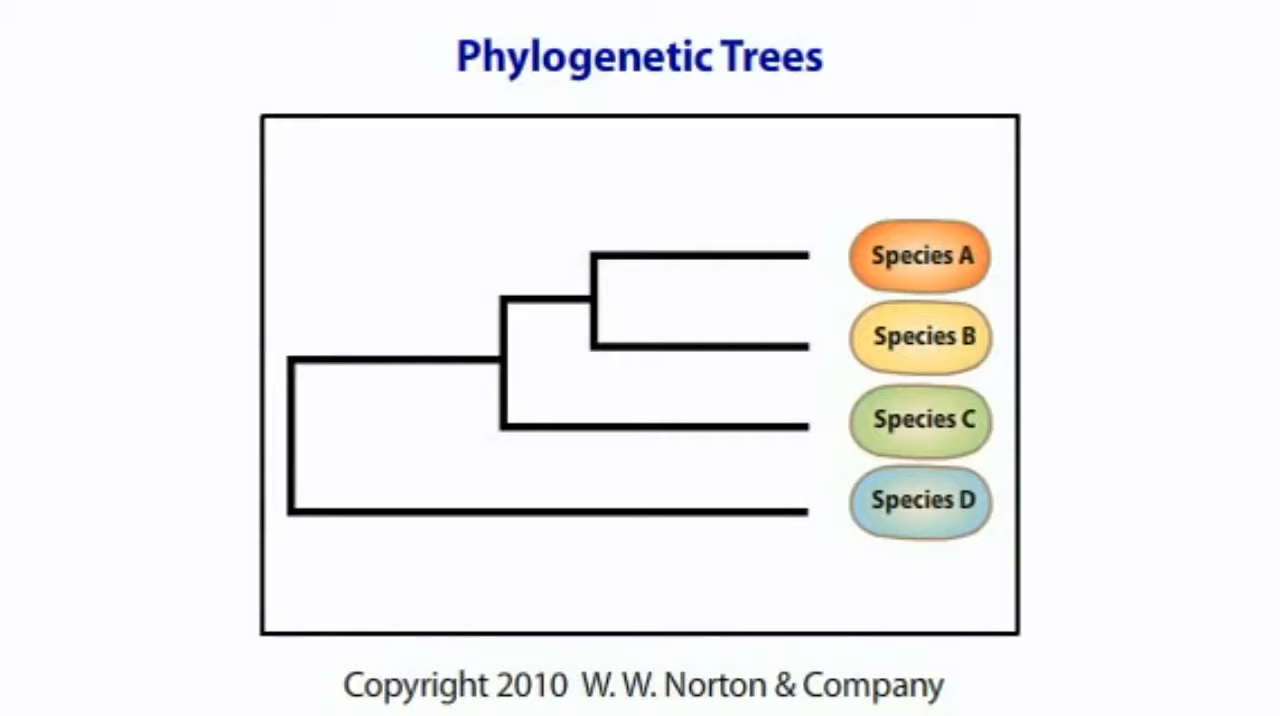 Phylogenetic Trees
Species A
Species B
Species C
Species D
Copyright 2010 W. W. Norton & Company